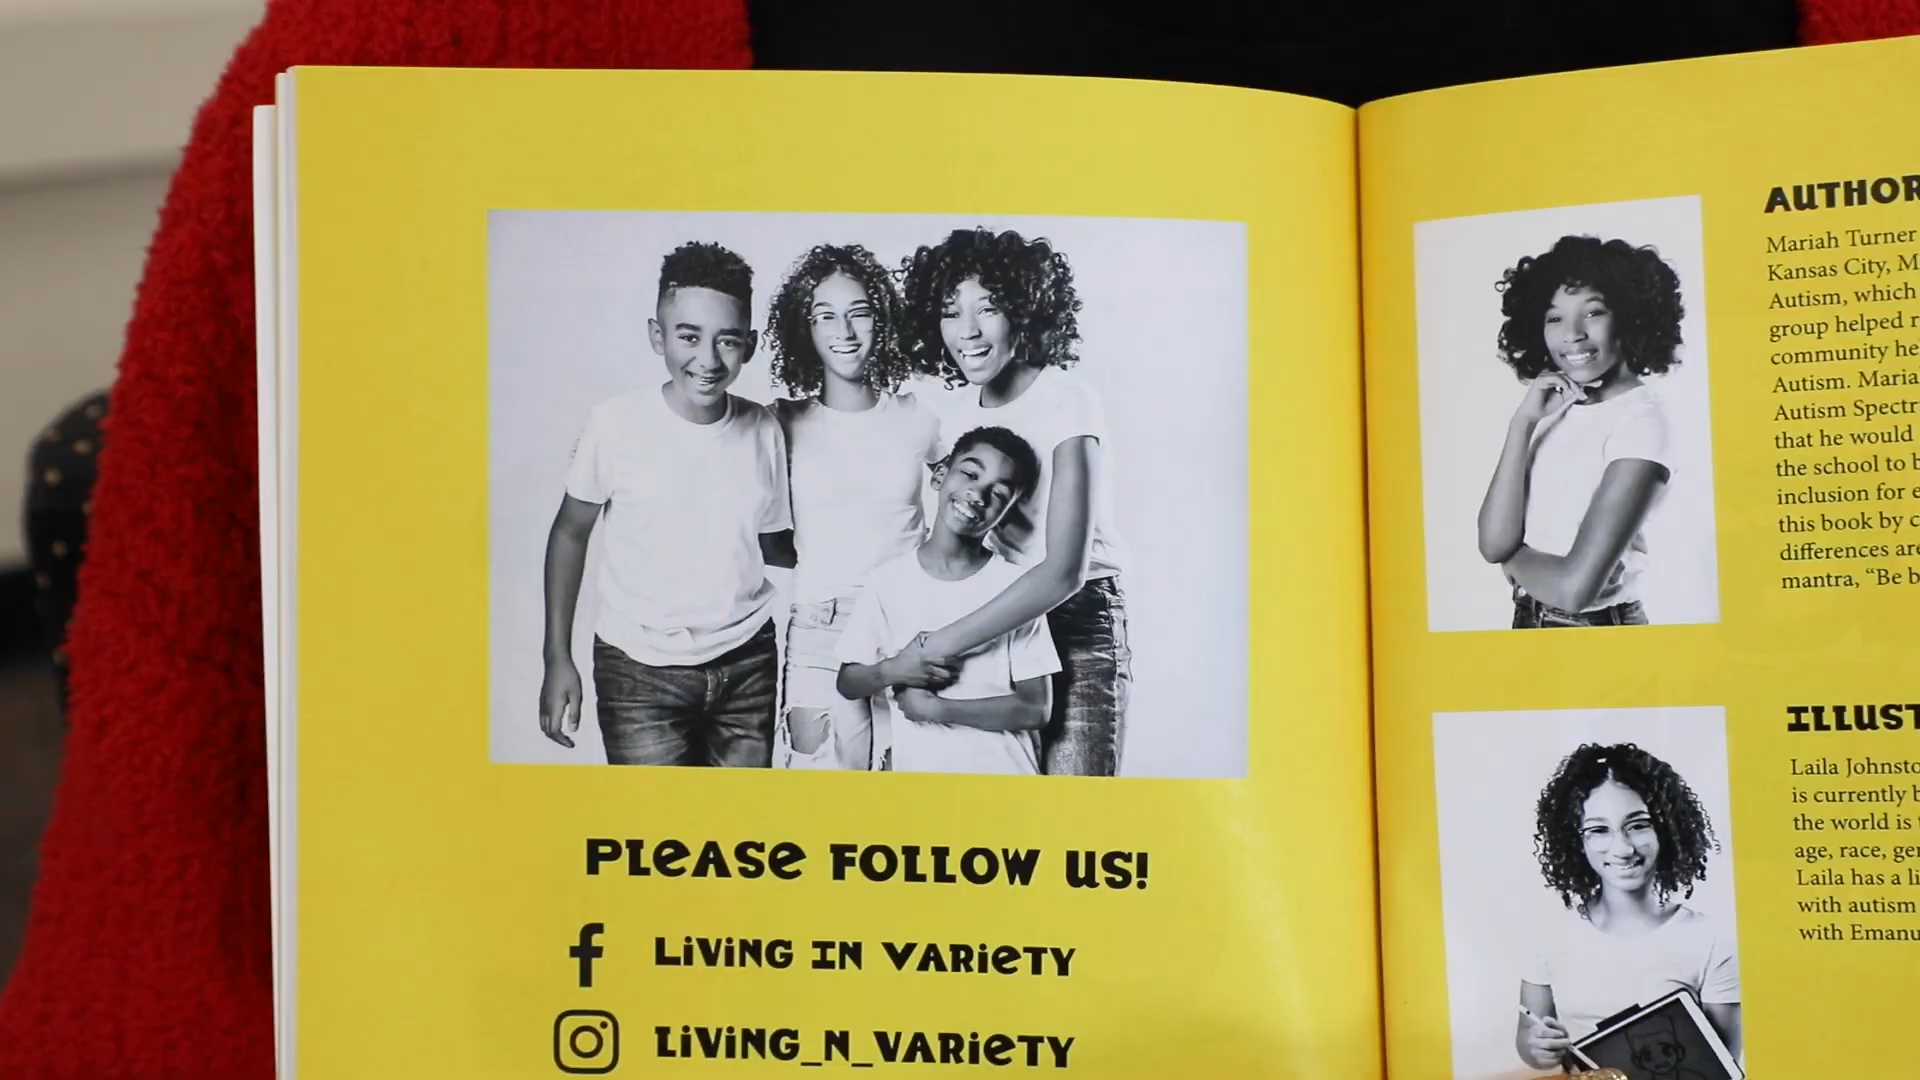 PLEASE FOLLOW US!
LIVING IN VARIETY
LIVING_N_VARIETY
AUTHOR
Mariah Turner
Kansas City, M
Autism, which
group helped r
community he
Autism. Maria
Autism Spectr
that he would
the school to b
inclusion for e
this book by c
differences are
mantra, “Be b
ILLUST
Laila Johnsto
is currently b
the world is
age, race, ger
Laila has a li
with autism
with Emanu